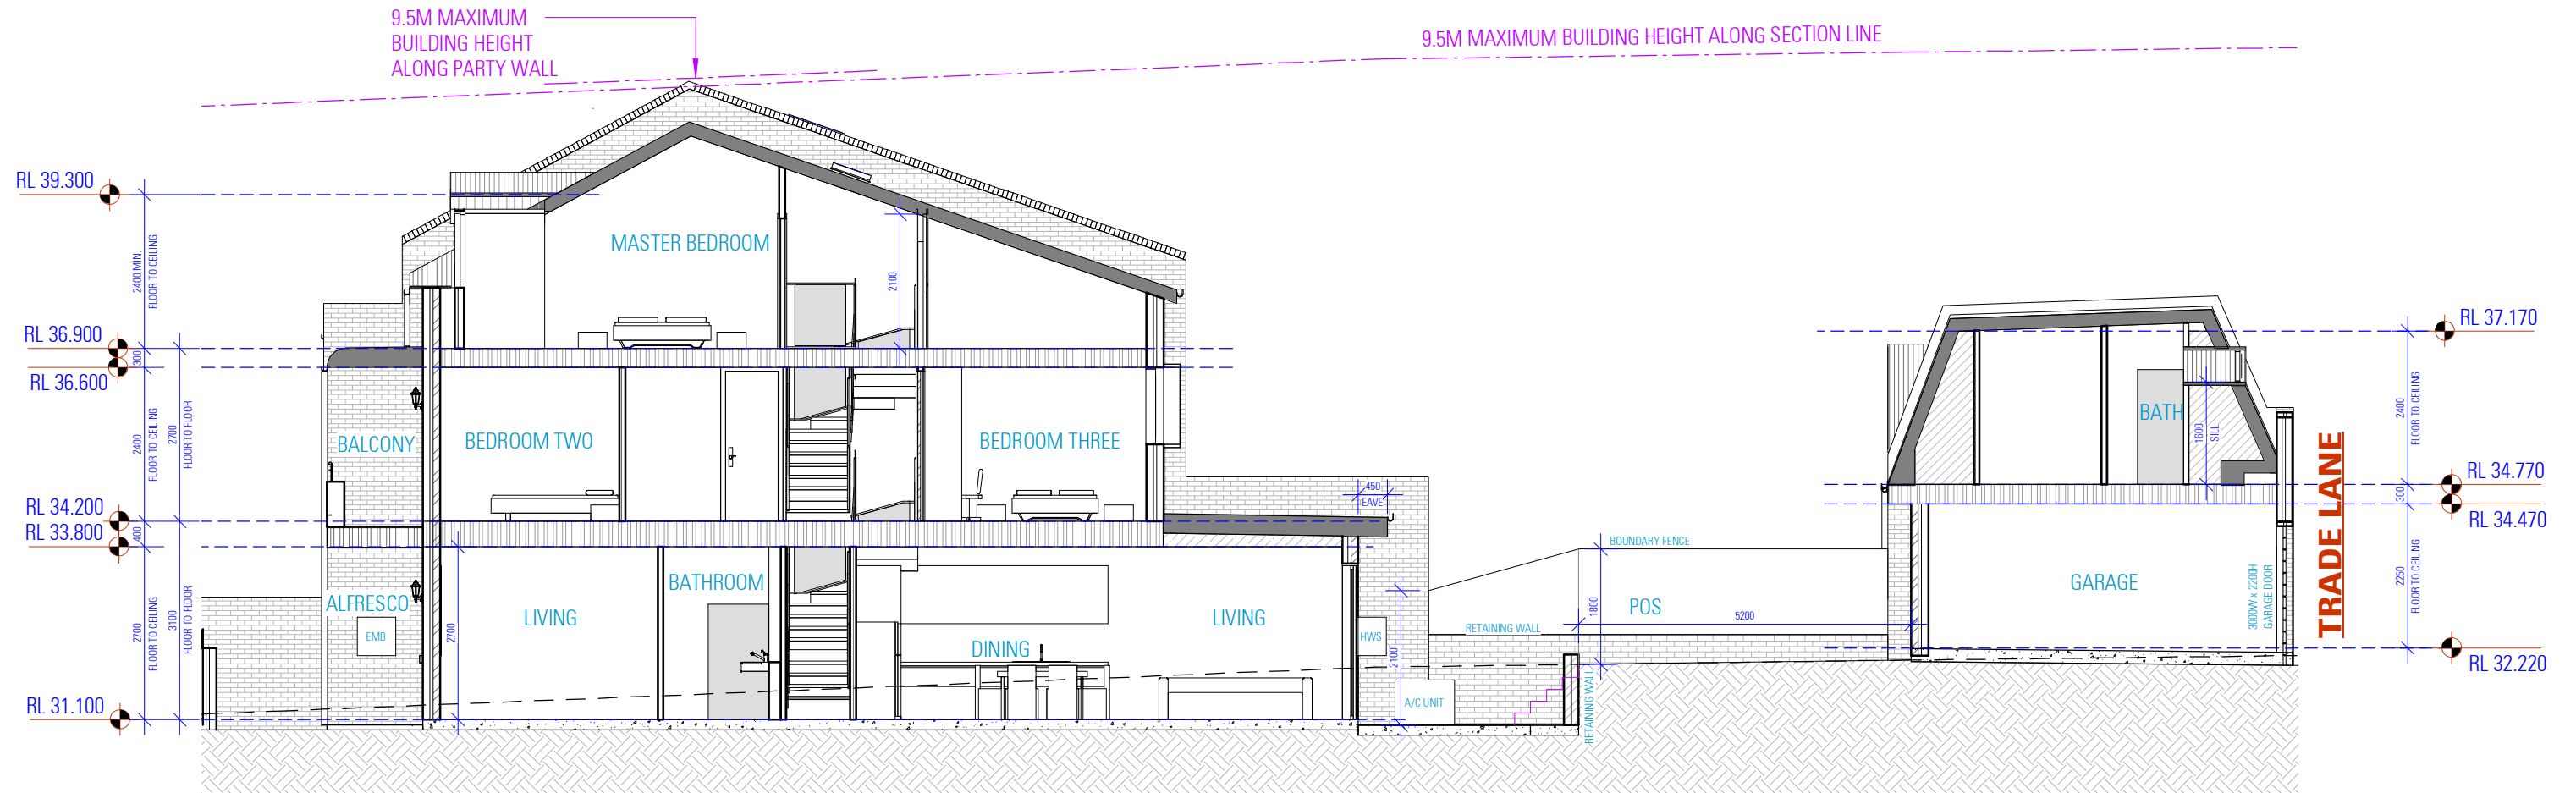 9.5M MAXIMUM
BUILDING HEIGHT
ALONG PARTY WALL
9.5M MAXIMUM BUILDING HEIGHT ALONG SECTION LINE
RL 39.300
2400 MIN.
FLOOR TO CEILING
RL 36.900
300
RL 36.600
2400
FLOOR TO CEILING
2700
FLOOR TO FLOOR
RL 34.200
RL 33.800
400
2700
FLOOR TO CEILING
3100
FLOOR TO FLOOR
RL 31.100
MASTER BEDROOM
2100
BALCONY
BEDROOM TWO
BEDROOM THREE
450
EAVE
ALFRESCO
EMB
2700
LIVING
BATHROOM
DINING
LIVING
HWS
2100
A/C UNIT
BOUNDARY FENCE
1800
POS
5200
RETAINING WALL
RETAINING WALL
BATH
1600
SILL
GARAGE
3000W x 2200H
GARAGE DOOR
TRADE LANE
RL 37.170
2400
FLOOR TO CEILING
RL 34.770
300
RL 34.470
2250
FLOOR TO CEILING
RL 32.220